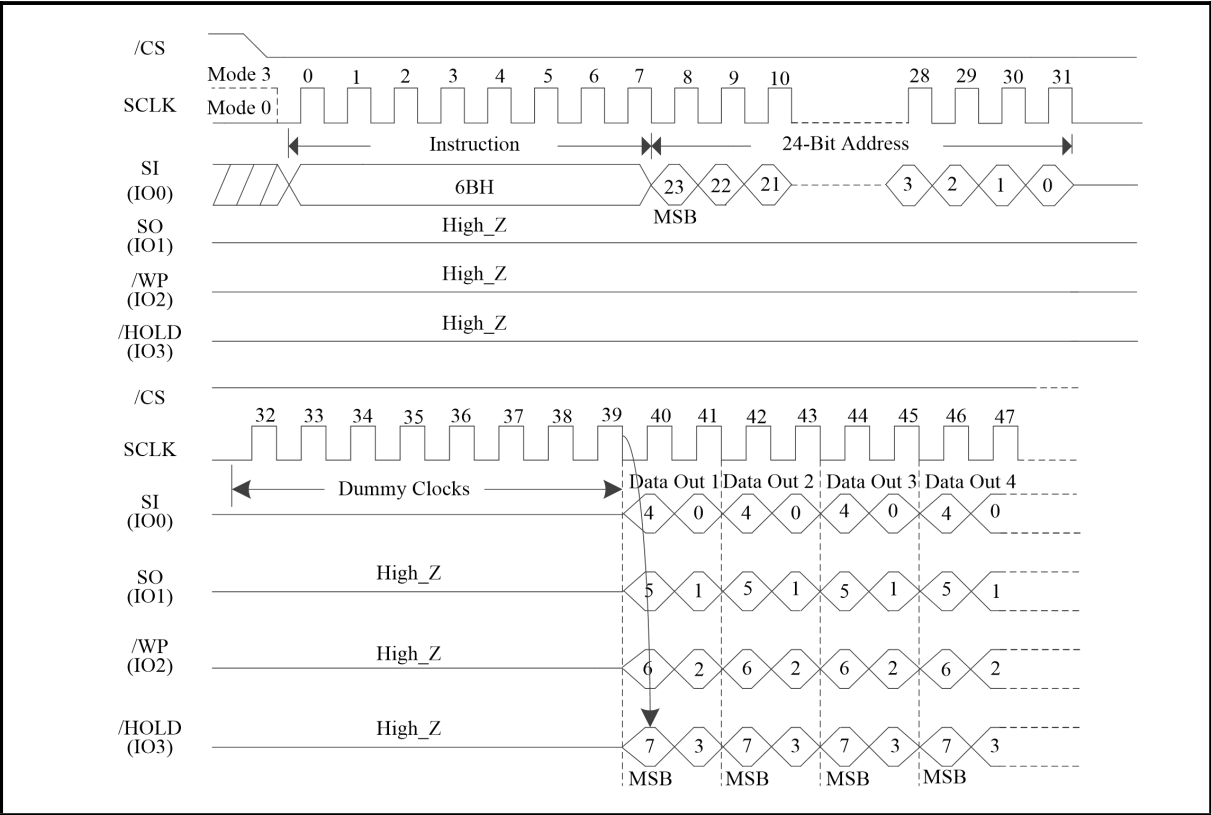 /CS
Mode 3 0 1 2 3 4 5 6 7 8 9 10 28 29 30 31
SCLK Mode 0
Instruction 24-Bit Address
SI
(IO0) 6BH 23 22 21 3 2 1 0
MSB
SO
(IO1) High_Z
/WP
(IO2) High_Z
/HOLD
(IO3) High_Z
/CS
32 33 34 35 36 37 38 39 40 41 42 43 44 45 46 47
SCLK
Dummy Clocks Data Out 1 Data Out 2 Data Out 3 Data Out 4
SI
(IO0) 4 0 4 0 4 0 4 0
SO
(IO1) High_Z 5 1 5 1 5 1 5 1
/WP
(IO2) High_Z 6 2 6 2 6 2 6 2
/HOLD
(IO3) High_Z 7 3 7 3 7 3 7 3
MSB MSB MSB MSB